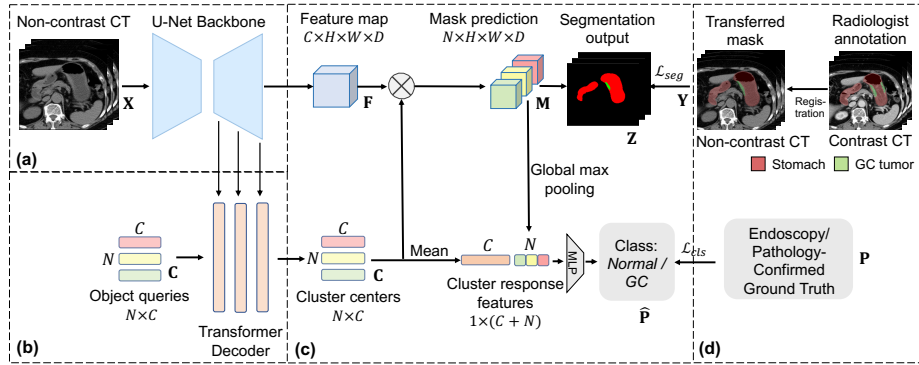 Non-contrast CT
X
U-Net Backbone
(a)
Feature map
C×H×W×D
F
Mask prediction
N×H×W×D
M
Segmentation
output
Z
ℒseg
Y
Transferred
mask
Non-contrast CT
Radiologist
annotation
Regis-
tration
Contrast CT
Stomach
GC tumor
Global max
pooling
C
N
C
Object queries
N×C
Transformer
Decoder
(b)
C
N
C
Cluster centers
N×C
(c)
Mean
C
N
Cluster response
features
1×(C + N)
MLP
Class:
Normal /
GC
P̂
ℒcls
Endoscopy/
Pathology-
Confirmed
Ground Truth
P
(d)